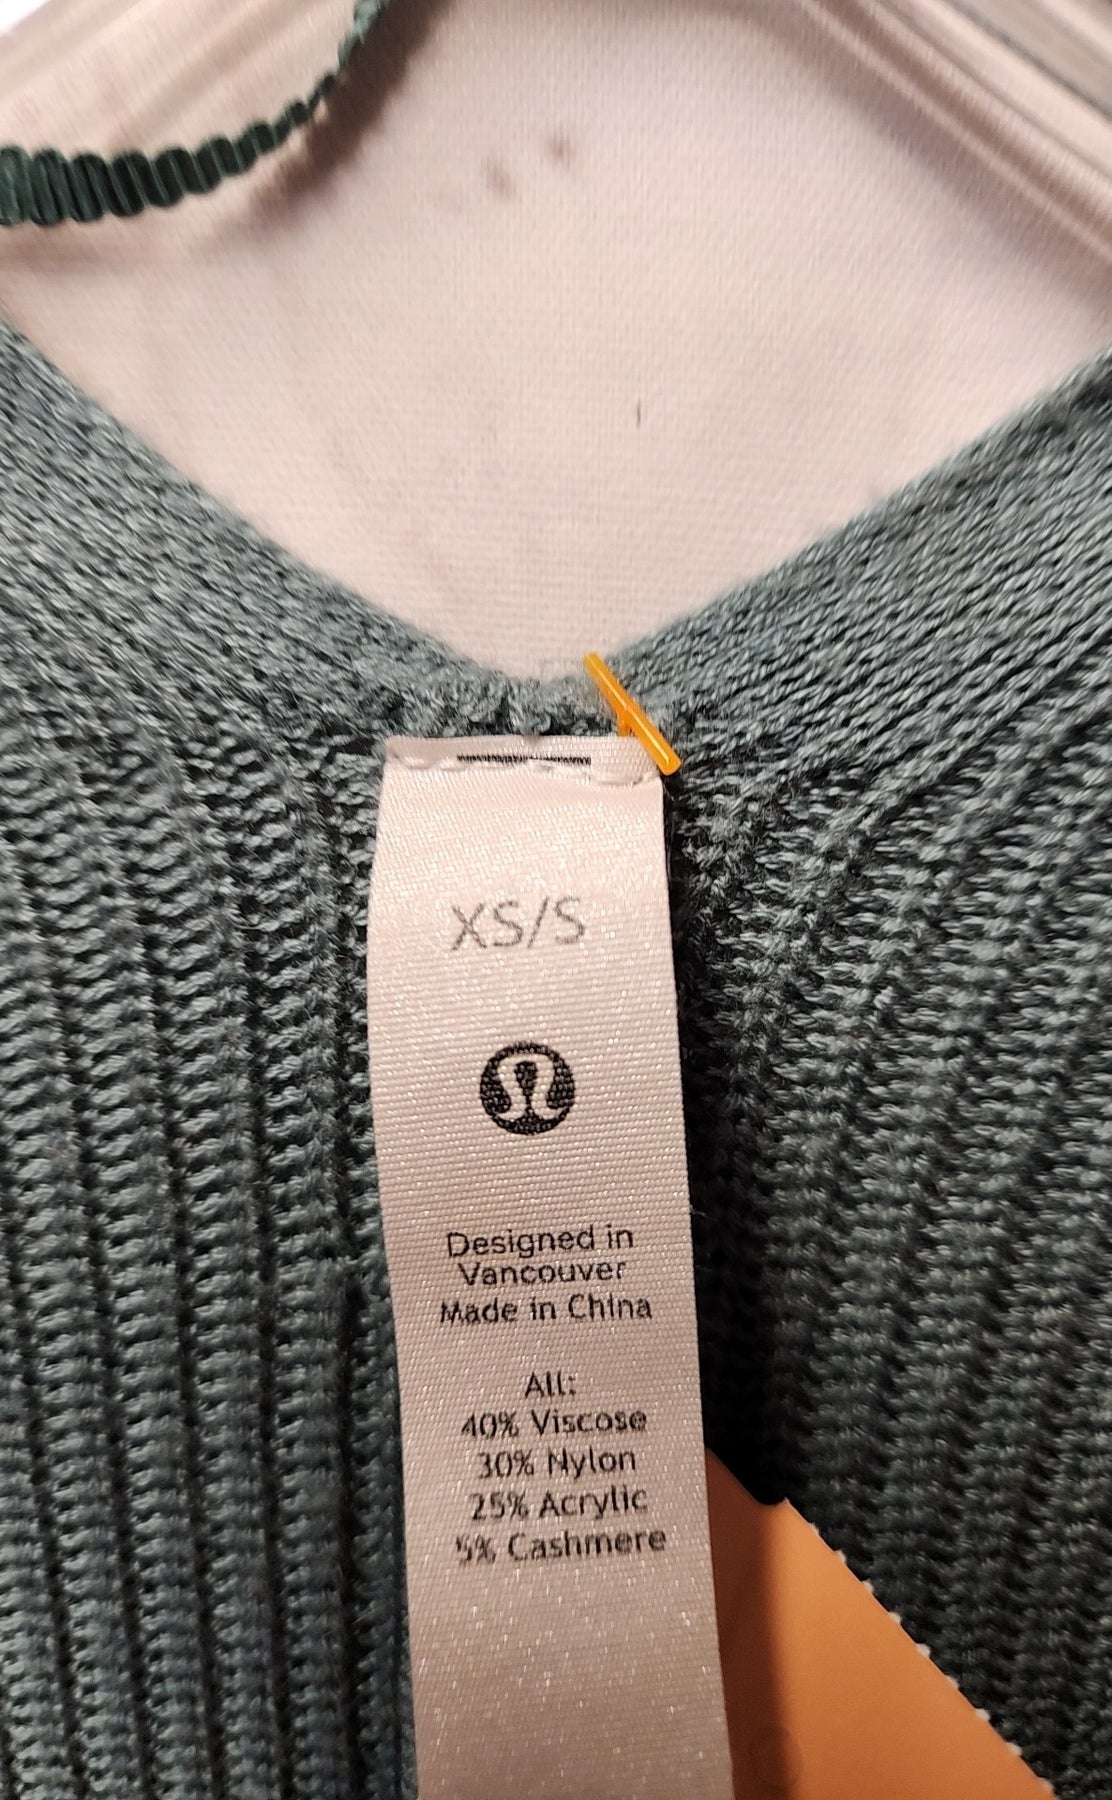 XS/S
Designed in
Vancouver
Made in China
All:
40% Viscose
30% Nylon
25% Acrylic
5% Cashmere